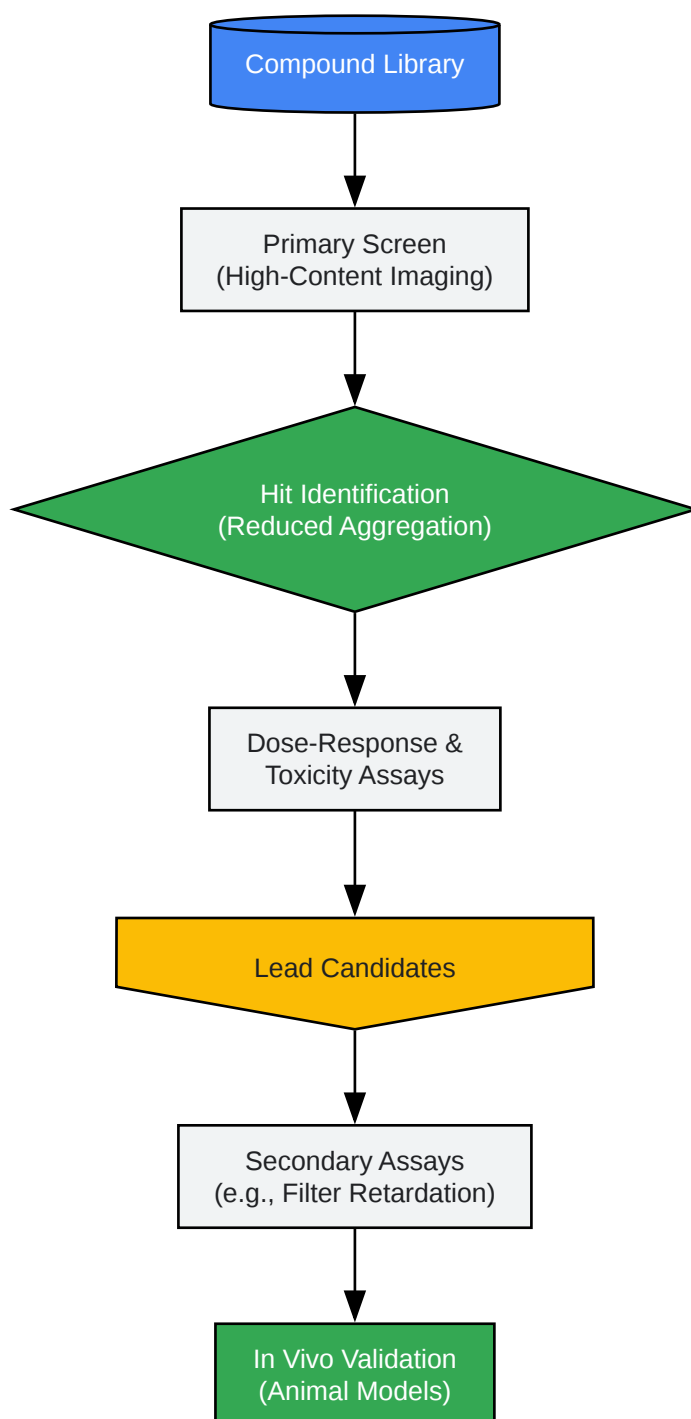 Compound Library
Primary Screen
(High-Content Imaging)
Hit Identification
(Reduced Aggregation)
Dose-Response &
Toxicity Assays
Lead Candidates
Secondary Assays
(e.g., Filter Retardation)
In Vivo Validation
(Animal Models)